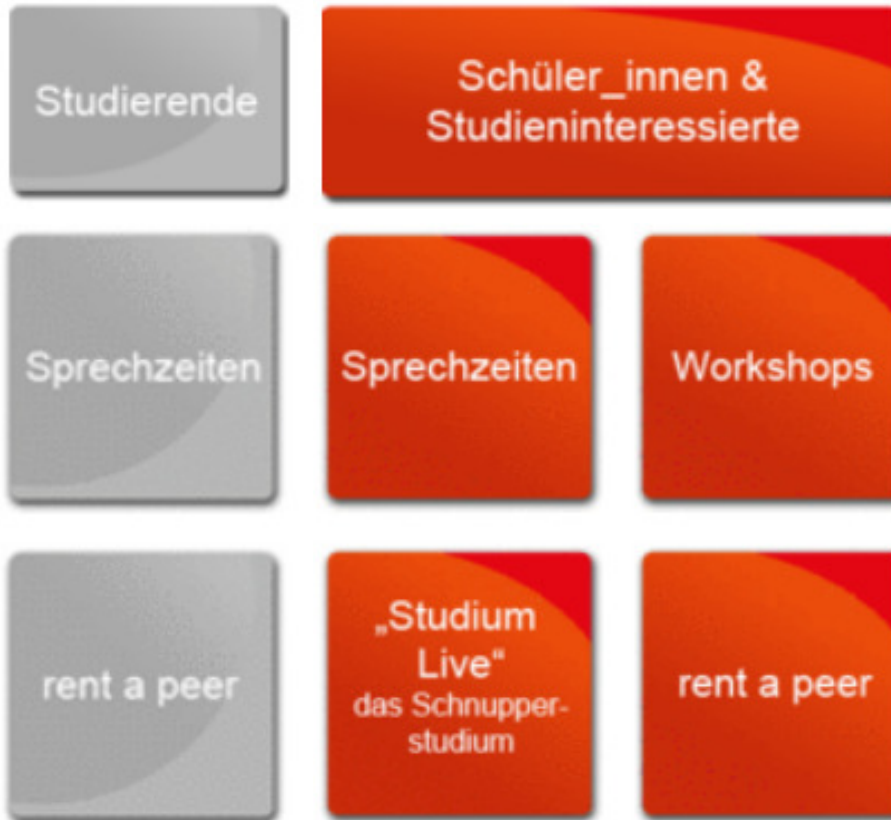 Studierende
Schüler_innen &
Studieninteressierte
Sprechzeiten
Sprechzeiten
Workshops
rent a peer
„Studium
Live“
das Schnupper-
studium
rent a peer